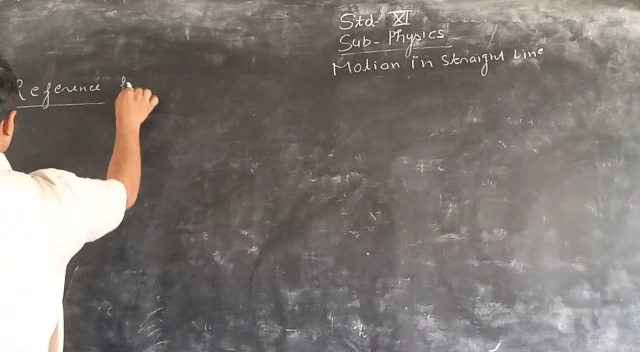 Std- XI
Sub- Physics
Motion in Straight Line
Reference